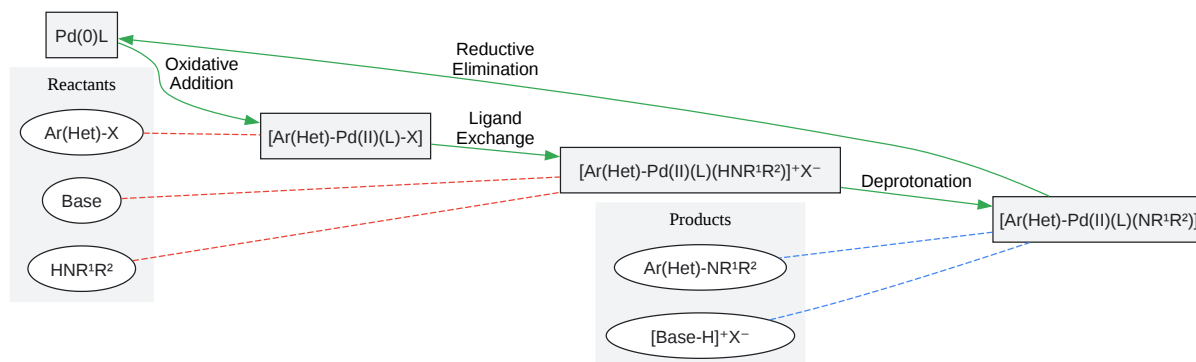 Pd(0)L
Reactants
Ar(Het)-X
Base
HNR¹R²
Oxidative
Addition
[Ar(Het)-Pd(II)(L)-X]
Reductive
Elimination
Ligand
Exchange
[Ar(Het)-Pd(II)(L)(HNR¹R²)]⁺X⁻
Deprotonation
[Ar(Het)-Pd(II)(L)(NR¹R²)]
Products
Ar(Het)-NR¹R²
[Base-H]⁺X⁻